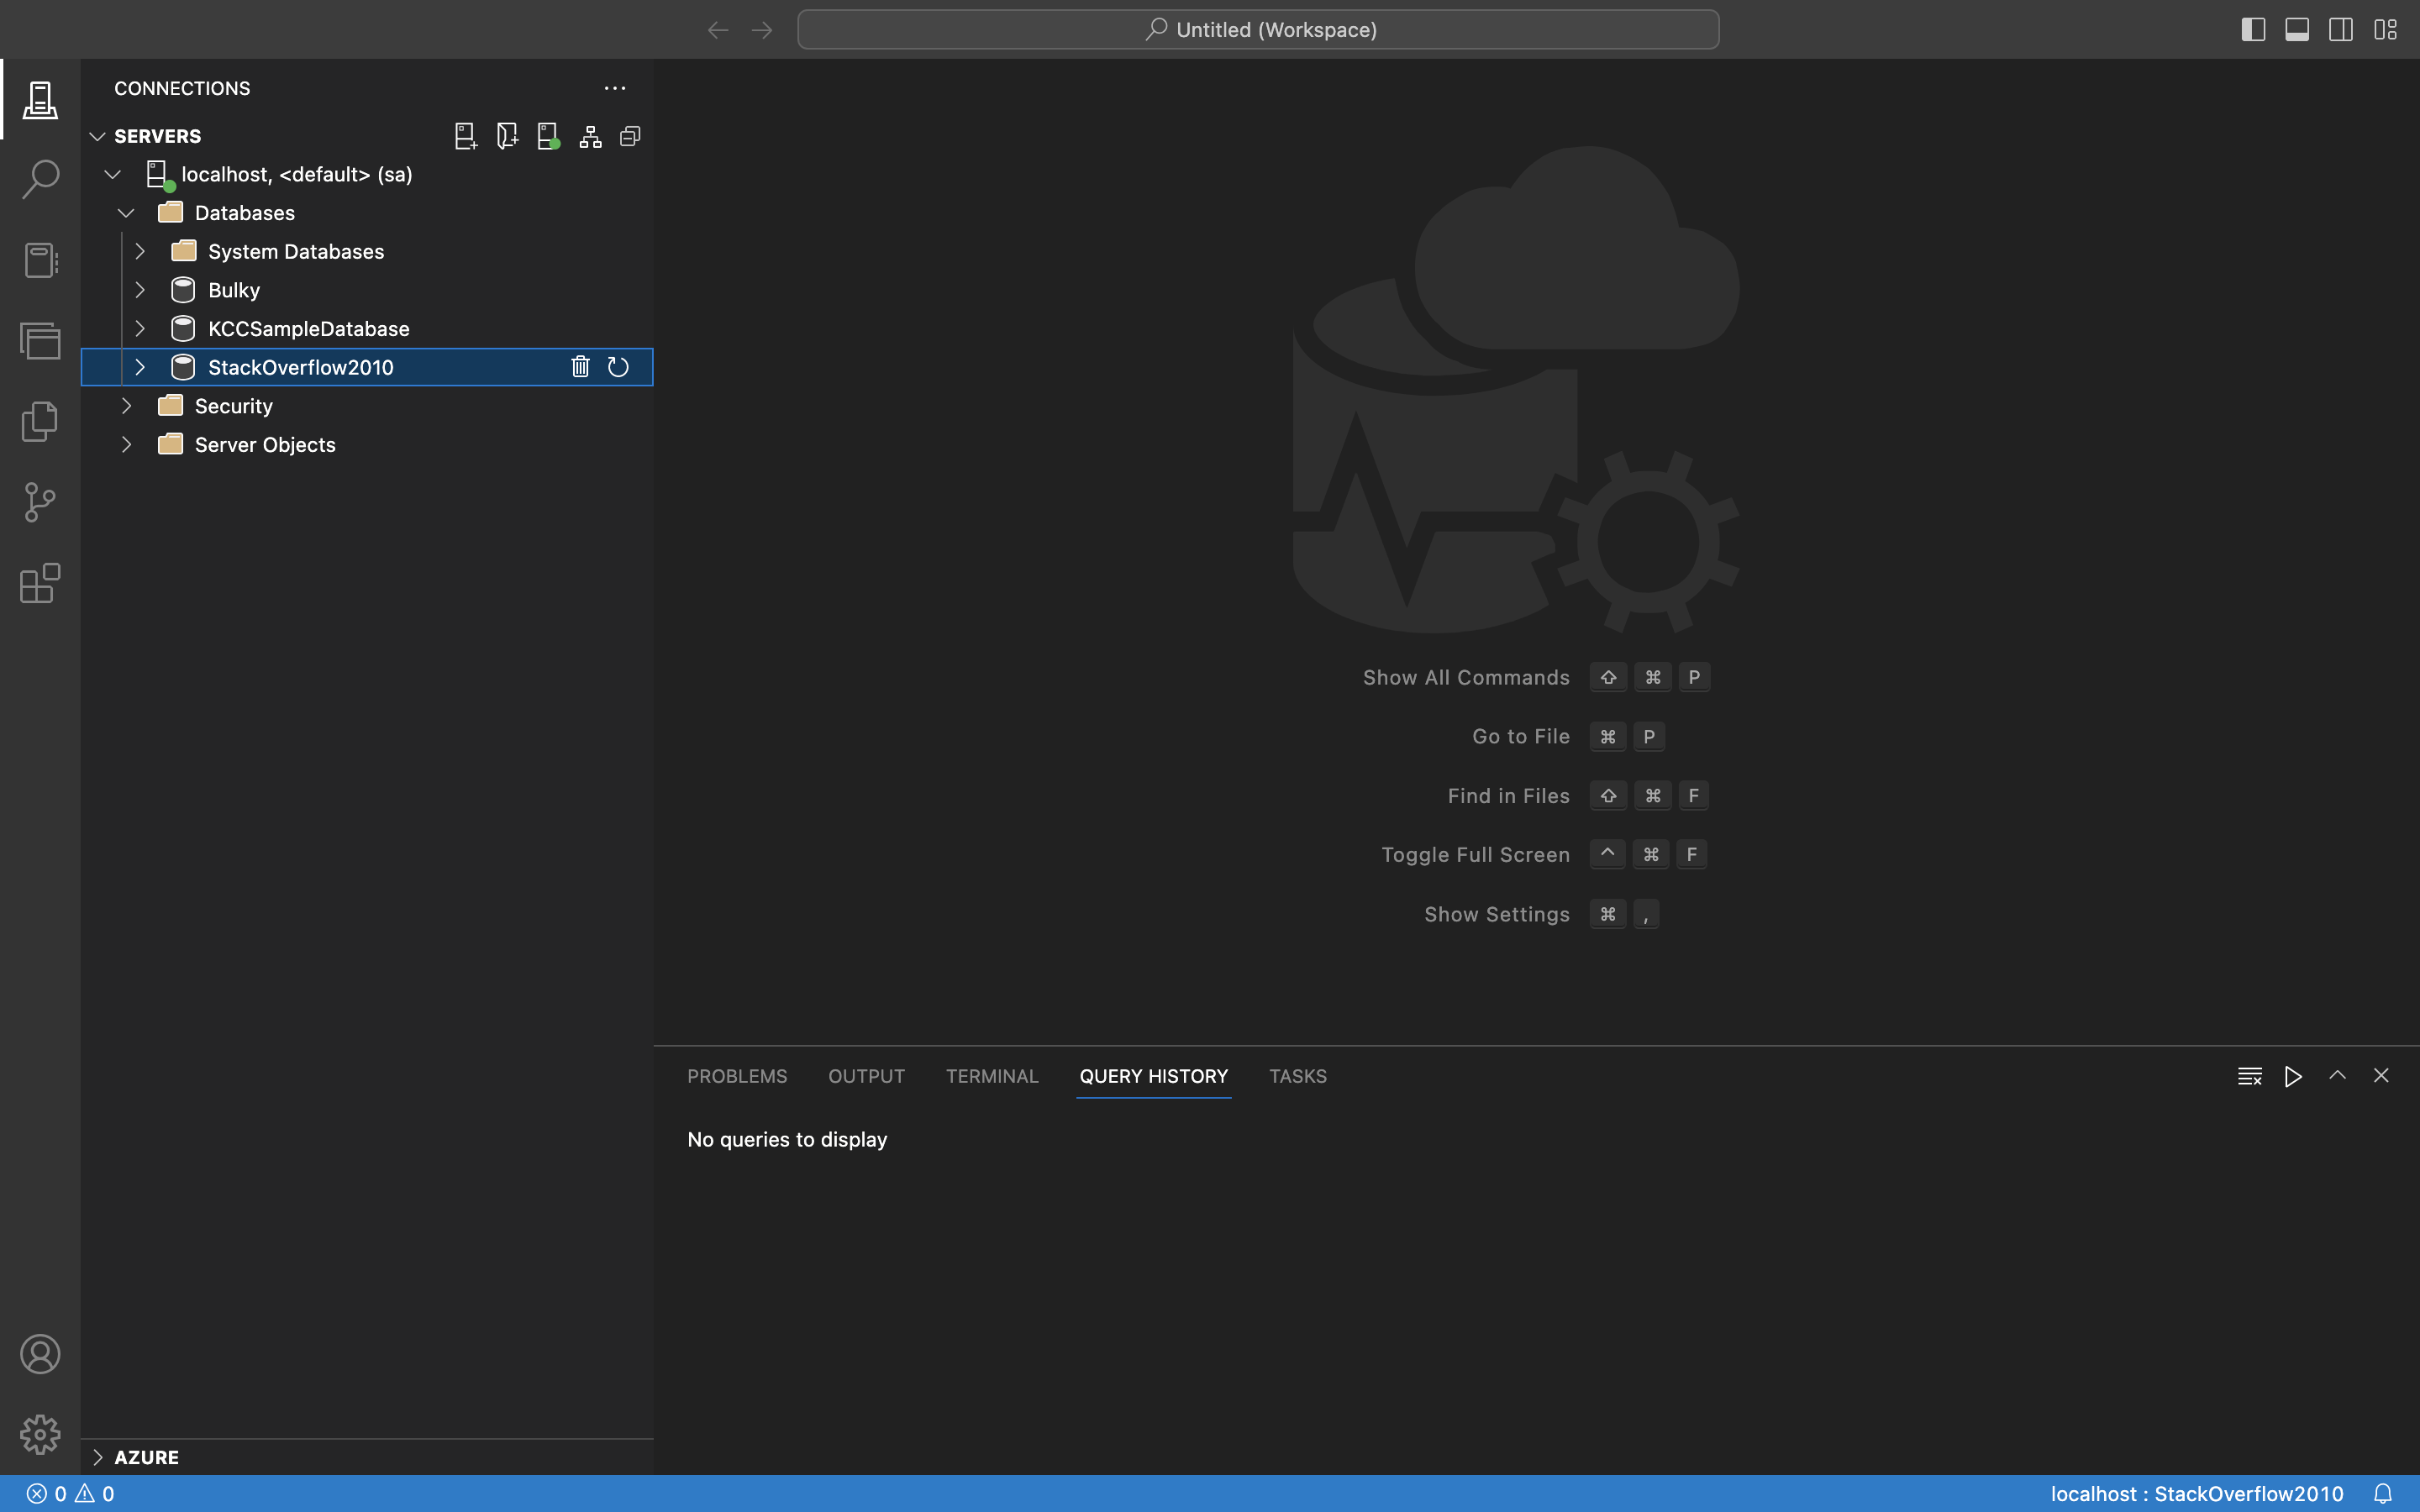 Untitled (Workspace)
CONNECTIONS
SERVERS
localhost, <default> (sa)
Databases
System Databases
Bulky
KCCSampleDatabase
StackOverflow2010
Security
Server Objects
Show All Commands ⇧ ⌘ P
Go to File ⌘ P
Find in Files ⇧ ⌘ F
Toggle Full Screen ^ ⌘ F
Show Settings ⌘ ,
PROBLEMS OUTPUT TERMINAL QUERY HISTORY TASKS
No queries to display
AZURE
0 0 localhost : StackOverflow2010